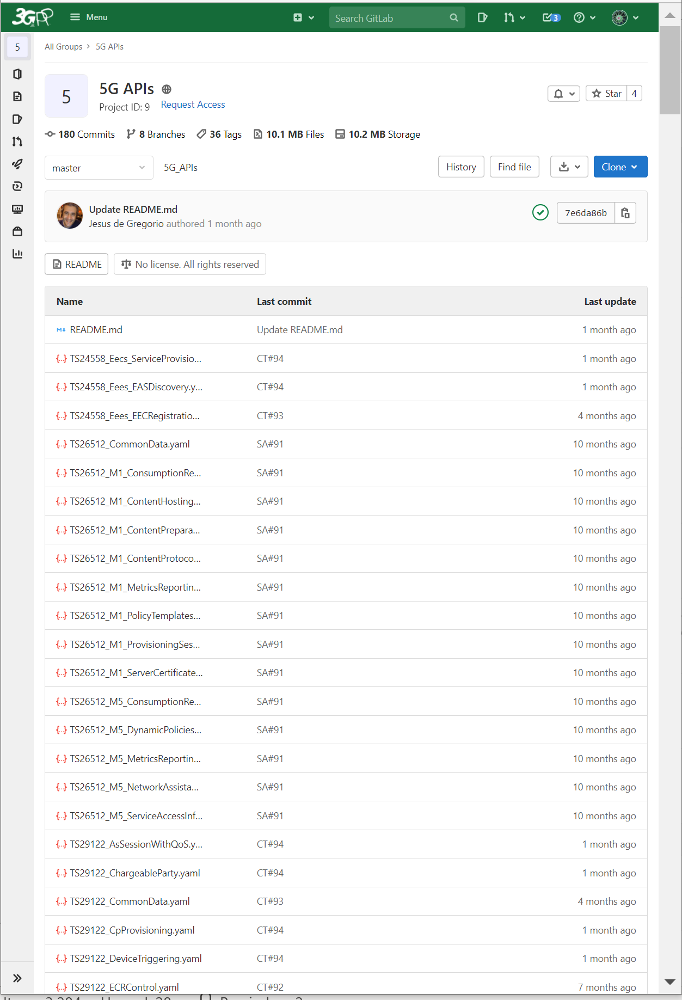 3GPP Menu Search GitLab 3
5 All Groups > 5G APIs
5 5G APIs
Project ID: 9 Request Access
Star 4
180 Commits 8 Branches 36 Tags 10.1 MB Files 10.2 MB Storage
master 5G_APIs History Find file Clone
Update README.md
Jesus de Gregorio authored 1 month ago
7e6da86b
README No license. All rights reserved
Name Last commit Last update
README.md Update README.md 1 month ago
{..} TS24558_Eecs_ServiceProvisio... CT#94 1 month ago
{..} TS24558_Eees_EASDiscovery.y... CT#94 1 month ago
{..} TS24558_Eees_EECRegistratio... CT#93 4 months ago
{..} TS26512_CommonData.yaml SA#91 10 months ago
{..} TS26512_M1_ConsumptionRe... SA#91 10 months ago
{..} TS26512_M1_ContentHosting... SA#91 10 months ago
{..} TS26512_M1_ContentPrepara... SA#91 10 months ago
{..} TS26512_M1_ContentProtoco... SA#91 10 months ago
{..} TS26512_M1_MetricsReportin... SA#91 10 months ago
{..} TS26512_M1_PolicyTemplates... SA#91 10 months ago
{..} TS26512_M1_ProvisioningSes... SA#91 10 months ago
{..} TS26512_M1_ServerCertificate... SA#91 10 months ago
{..} TS26512_M5_ConsumptionRe... SA#91 10 months ago
{..} TS26512_M5_DynamicPolicies... SA#91 10 months ago
{..} TS26512_M5_MetricsReportin... SA#91 10 months ago
{..} TS26512_M5_NetworkAssista... SA#91 10 months ago
{..} TS26512_M5_ServiceAccessInf... SA#91 10 months ago
{..} TS29122_AsSessionWithQoS.y... CT#94 1 month ago
{..} TS29122_ChargeableParty.yaml CT#94 1 month ago
{..} TS29122_CommonData.yaml CT#93 4 months ago
{..} TS29122_CpProvisioning.yaml CT#94 1 month ago
{..} TS29122_DeviceTriggering.yaml CT#94 1 month ago
{..} TS29122_ECRControl.yaml CT#92 7 months ago